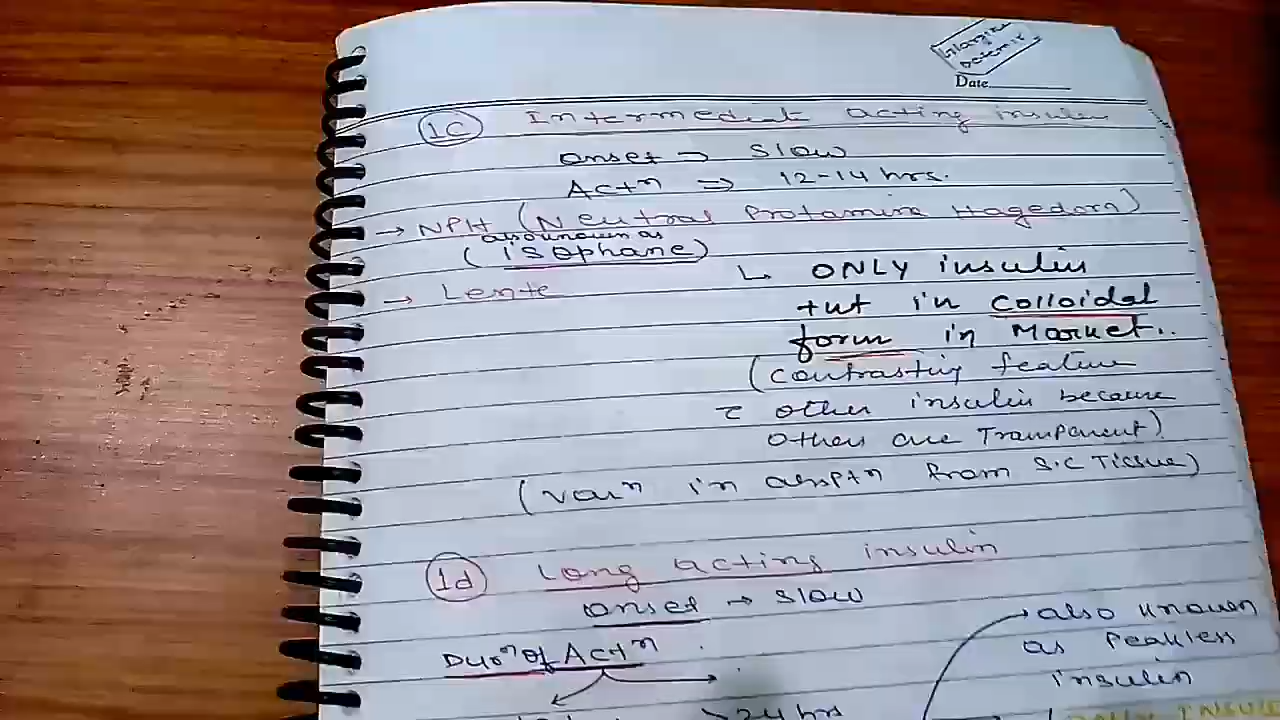 Glargine
Detemir
Date
1c Intermediate acting insulin
Onset → Slow
Actⁿ ⇒ 12-14 hrs.
→ NPH (Neutral Protamine Hagedorn)
also known as
(isophane)
↳ ONLY insulin
→ Lente
in Colloidal
form in Market..
(contrasting feature
other insulin because
Others are Transparent)
(varⁿ in absptⁿ from S.C Tissue)
1d Long acting insulin
Onset → Slow
→ also known
as Peakless
insulin
Durⁿ of Actⁿ
>24 hrs